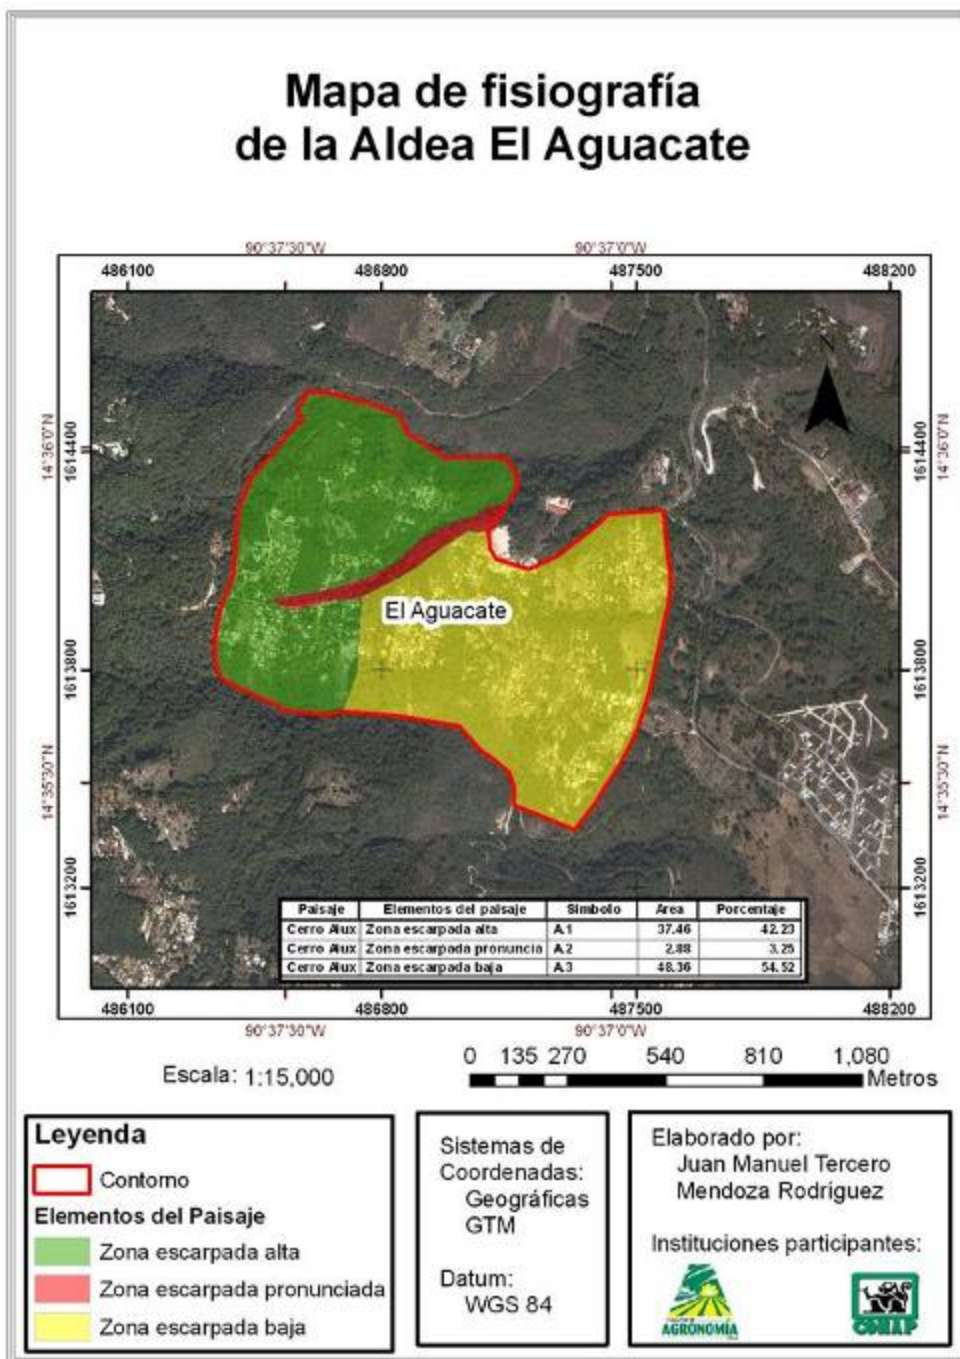 Mapa de fisiografía
de la Aldea El Aguacate
90°37'30"W 90°37'0"W
486100 486800 487500 488200
N
14°36'0"N 1614400 1614400 14°36'0"N
El Aguacate
1613800 1613800
14°35'30"N 14°35'30"N
1613200 1613200
Paisaje Elementos del paisaje Simbolo Area Porcentaje
Cerro Alux Zona escarpada alta A.1 37.46 42.23
Cerro Alux Zona escarpada pronuncia A.2 2.88 3.25
Cerro Alux Zona escarpada baja A.3 48.36 54.52
486100 486800 487500 488200
90°37'30"W 90°37'0"W
Escala: 1:15,000
0 135 270 540 810 1,080
Metros
Leyenda
Contorno
Elementos del Paisaje
Zona escarpada alta
Zona escarpada pronunciada
Zona escarpada baja
Sistemas de
Coordenadas:
Geográficas
GTM
Datum:
WGS 84
Elaborado por:
Juan Manuel Tercero
Mendoza Rodriguez
Instituciones participantes:
AGRONOMIA
CONAP